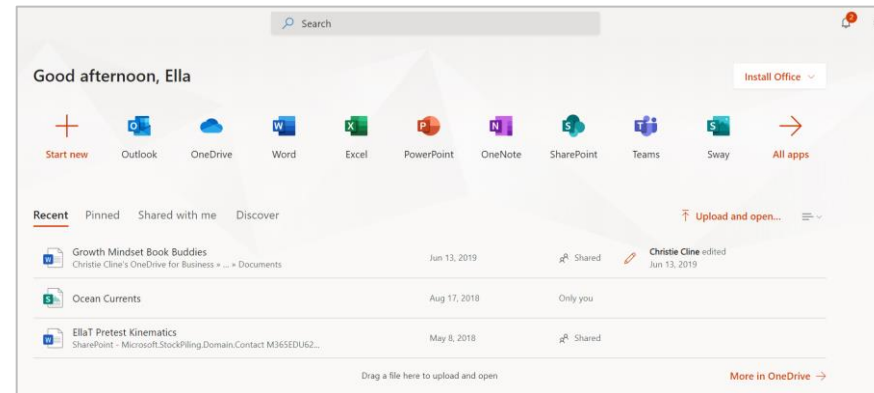 Search
2
Good afternoon, Ella
Install Office
Start new Outlook OneDrive Word Excel PowerPoint OneNote SharePoint Teams Sway All apps
Recent Pinned Shared with me Discover
Upload and open...
Growth Mindset Book Buddies
Christie Cline's OneDrive for Business » ... » Documents
Jun 13, 2019
Shared
Christie Cline edited
Jun 13, 2019
Ocean Currents
Aug 17, 2018
Only you
EllaT Pretest Kinematics
SharePoint - Microsoft.StockPiling.Domain.Contact M365EDU62...
May 8, 2018
Shared
Drag a file here to upload and open
More in OneDrive